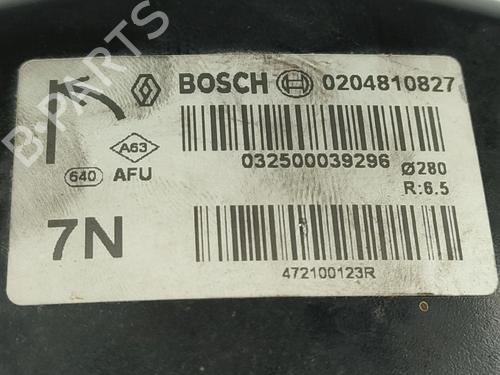 BOSCH 0204810827
A63
032500039296 Ø280
640 AFU R:6.5
7N
472100123R
B-PARTS